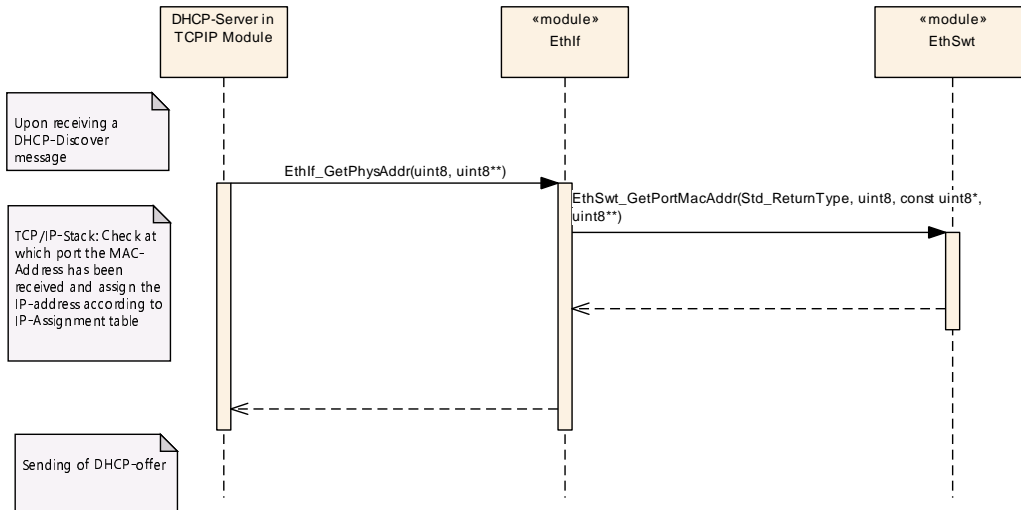 DHCP-Server in
TCPIP Module
«module»
EthIf
«module»
EthSwt
Upon receiving a
DHCP-Discover
message
EthIf_GetPhysAddr(uint8, uint8**)
EthSwt_GetPortMacAddr(Std_ReturnType, uint8, const uint8*,
uint8**)
TCP/IP-Stack: Check at
which port the MAC-
Address has been
received and assign the
IP-address according to
IP-Assignment table
Sending of DHCP-offer